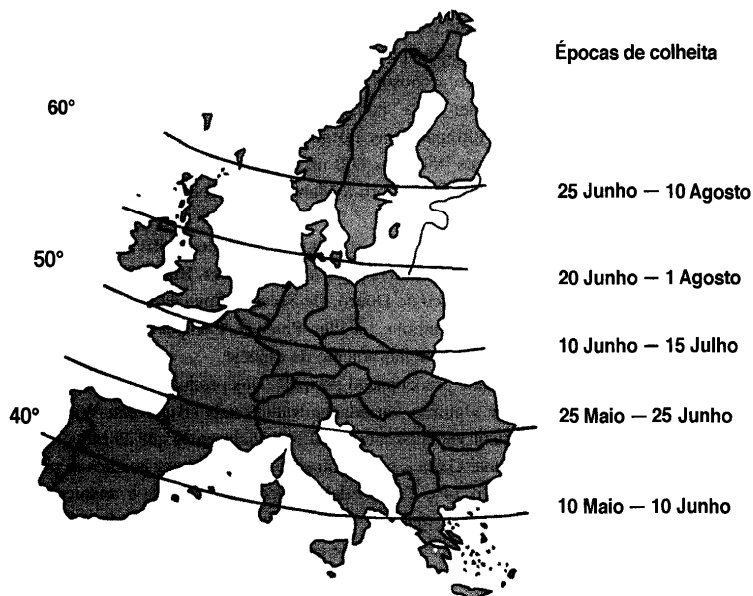 Épocas de colheita
60°
25 Junho — 10 Agosto
50°
20 Junho — 1 Agosto
10 Junho — 15 Julho
40°
25 Maio — 25 Junho
10 Maio — 10 Junho